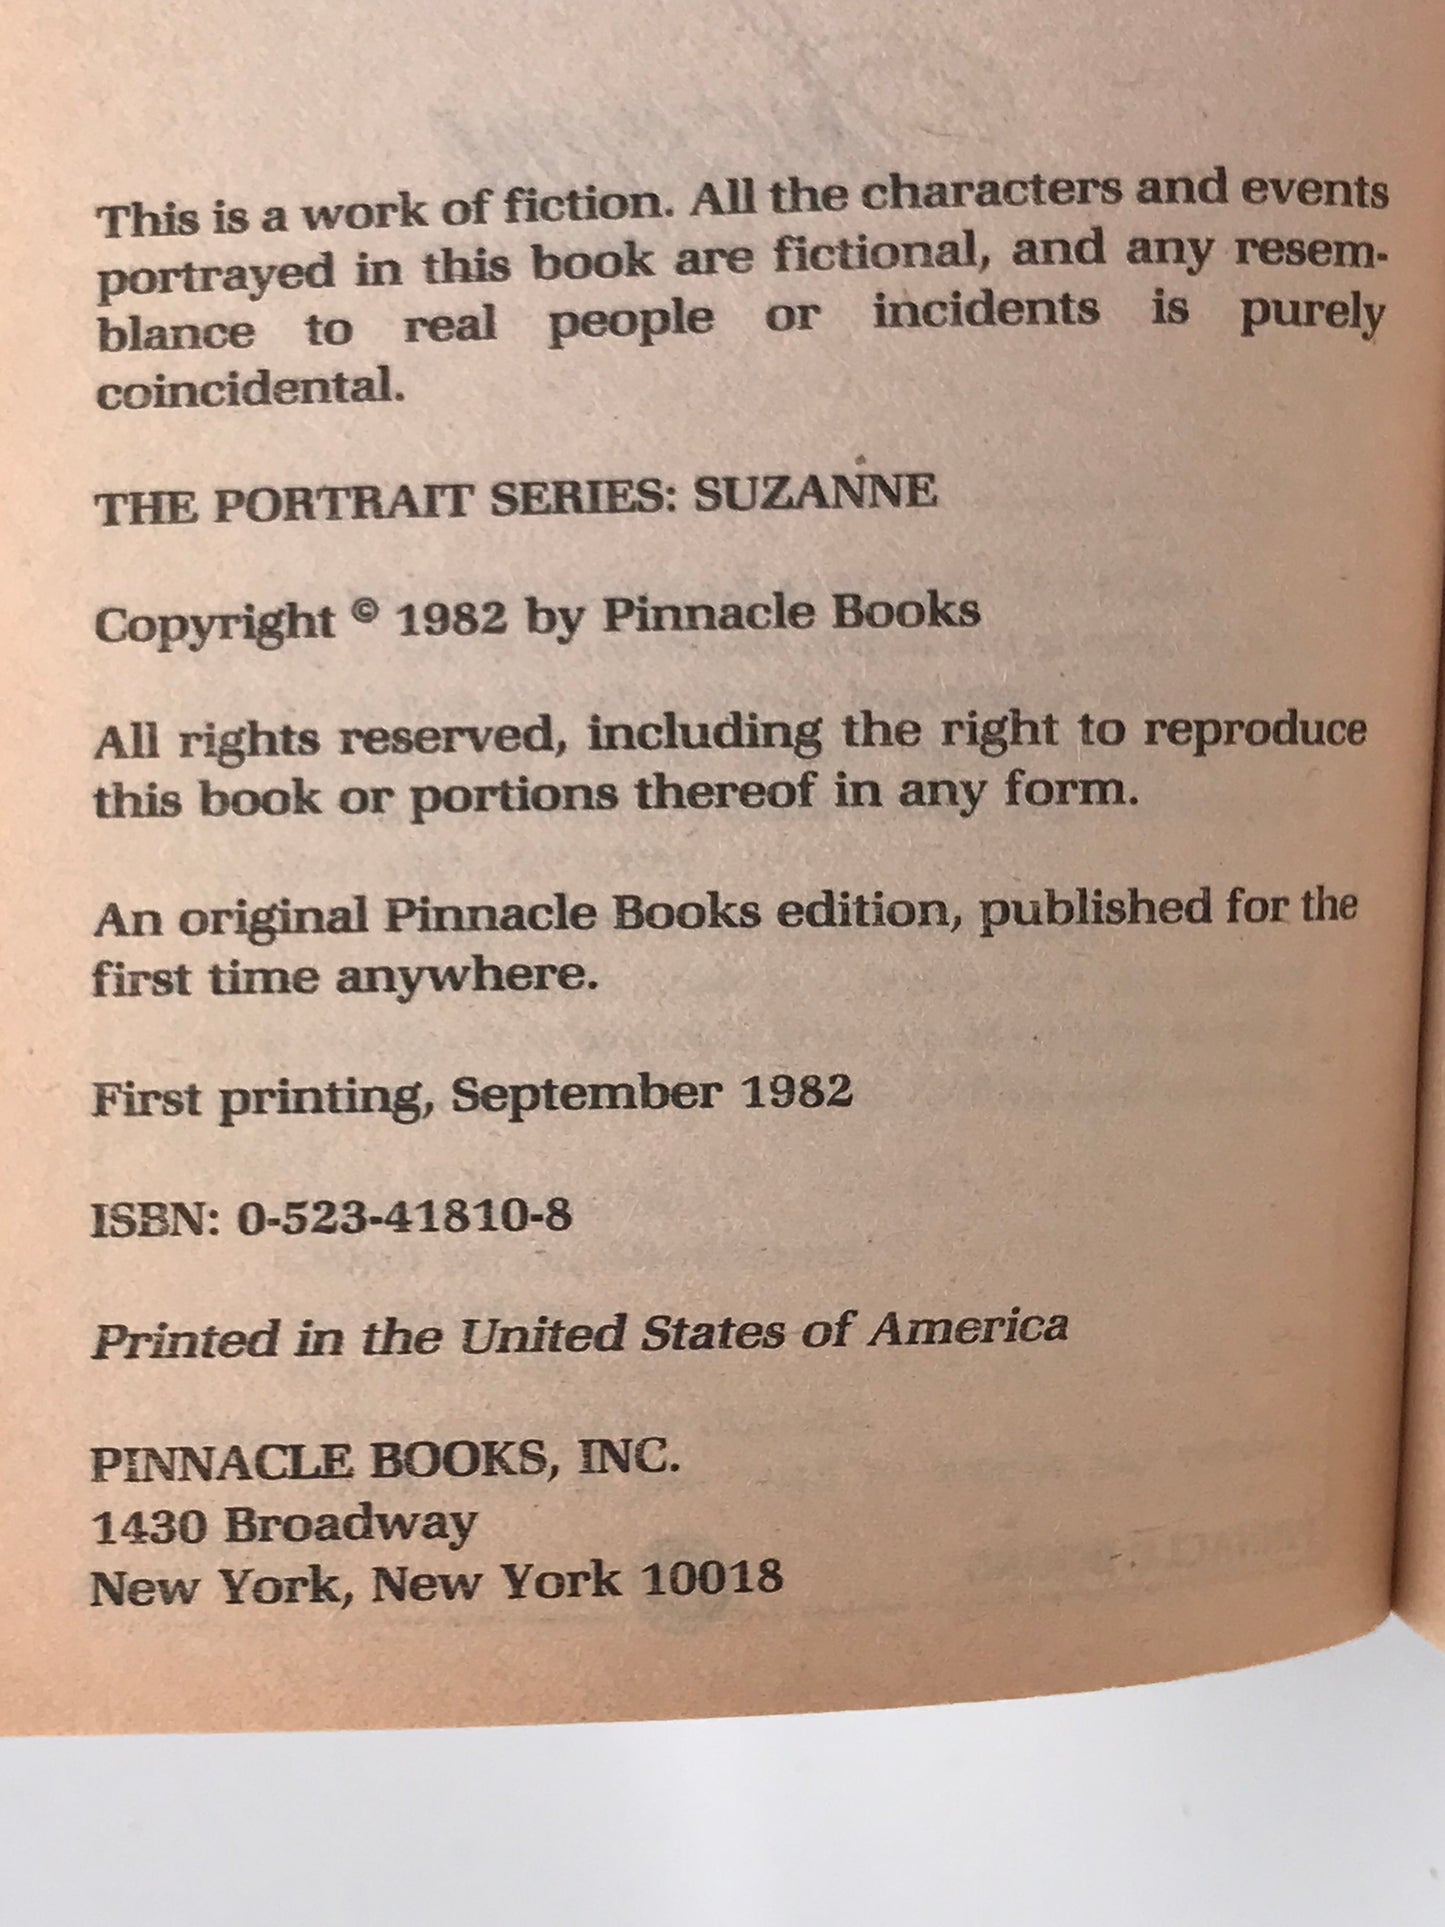 This is a work of fiction. All the characters and events
portrayed in this book are fictional, and any resem-
blance to real people or incidents is purely
coincidental.
THE PORTRAIT SERIES: SUZANNE
Copyright © 1982 by Pinnacle Books
All rights reserved, including the right to reproduce
this book or portions thereof in any form.
An original Pinnacle Books edition, published for the
first time anywhere.
First printing, September 1982
ISBN: 0-523-41810-8
Printed in the United States of America
PINNACLE BOOKS, INC.
1430 Broadway
New York, New York 10018